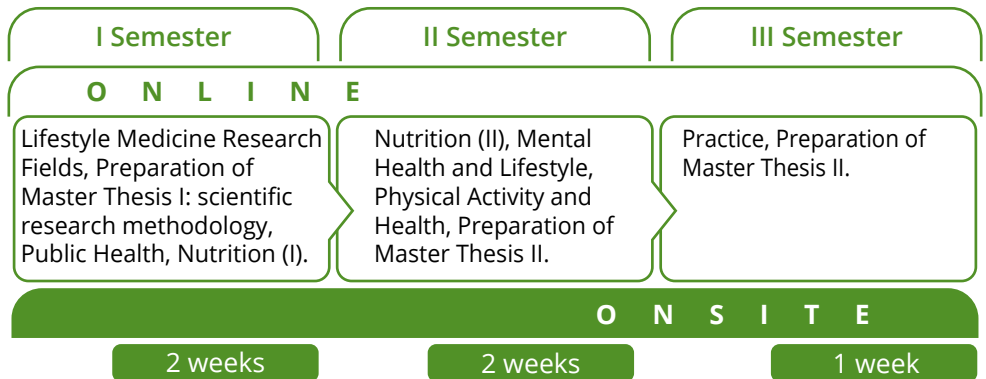 I Semester
II Semester
III Semester
O N L I N E
Lifestyle Medicine Research
Fields, Preparation of
Master Thesis I: scientific
research methodology,
Public Health, Nutrition (I).
Nutrition (II), Mental
Health and Lifestyle,
Physical Activity and
Health, Preparation of
Master Thesis II.
Practice, Preparation of
Master Thesis II.
O N S I T E
2 weeks
2 weeks
1 week